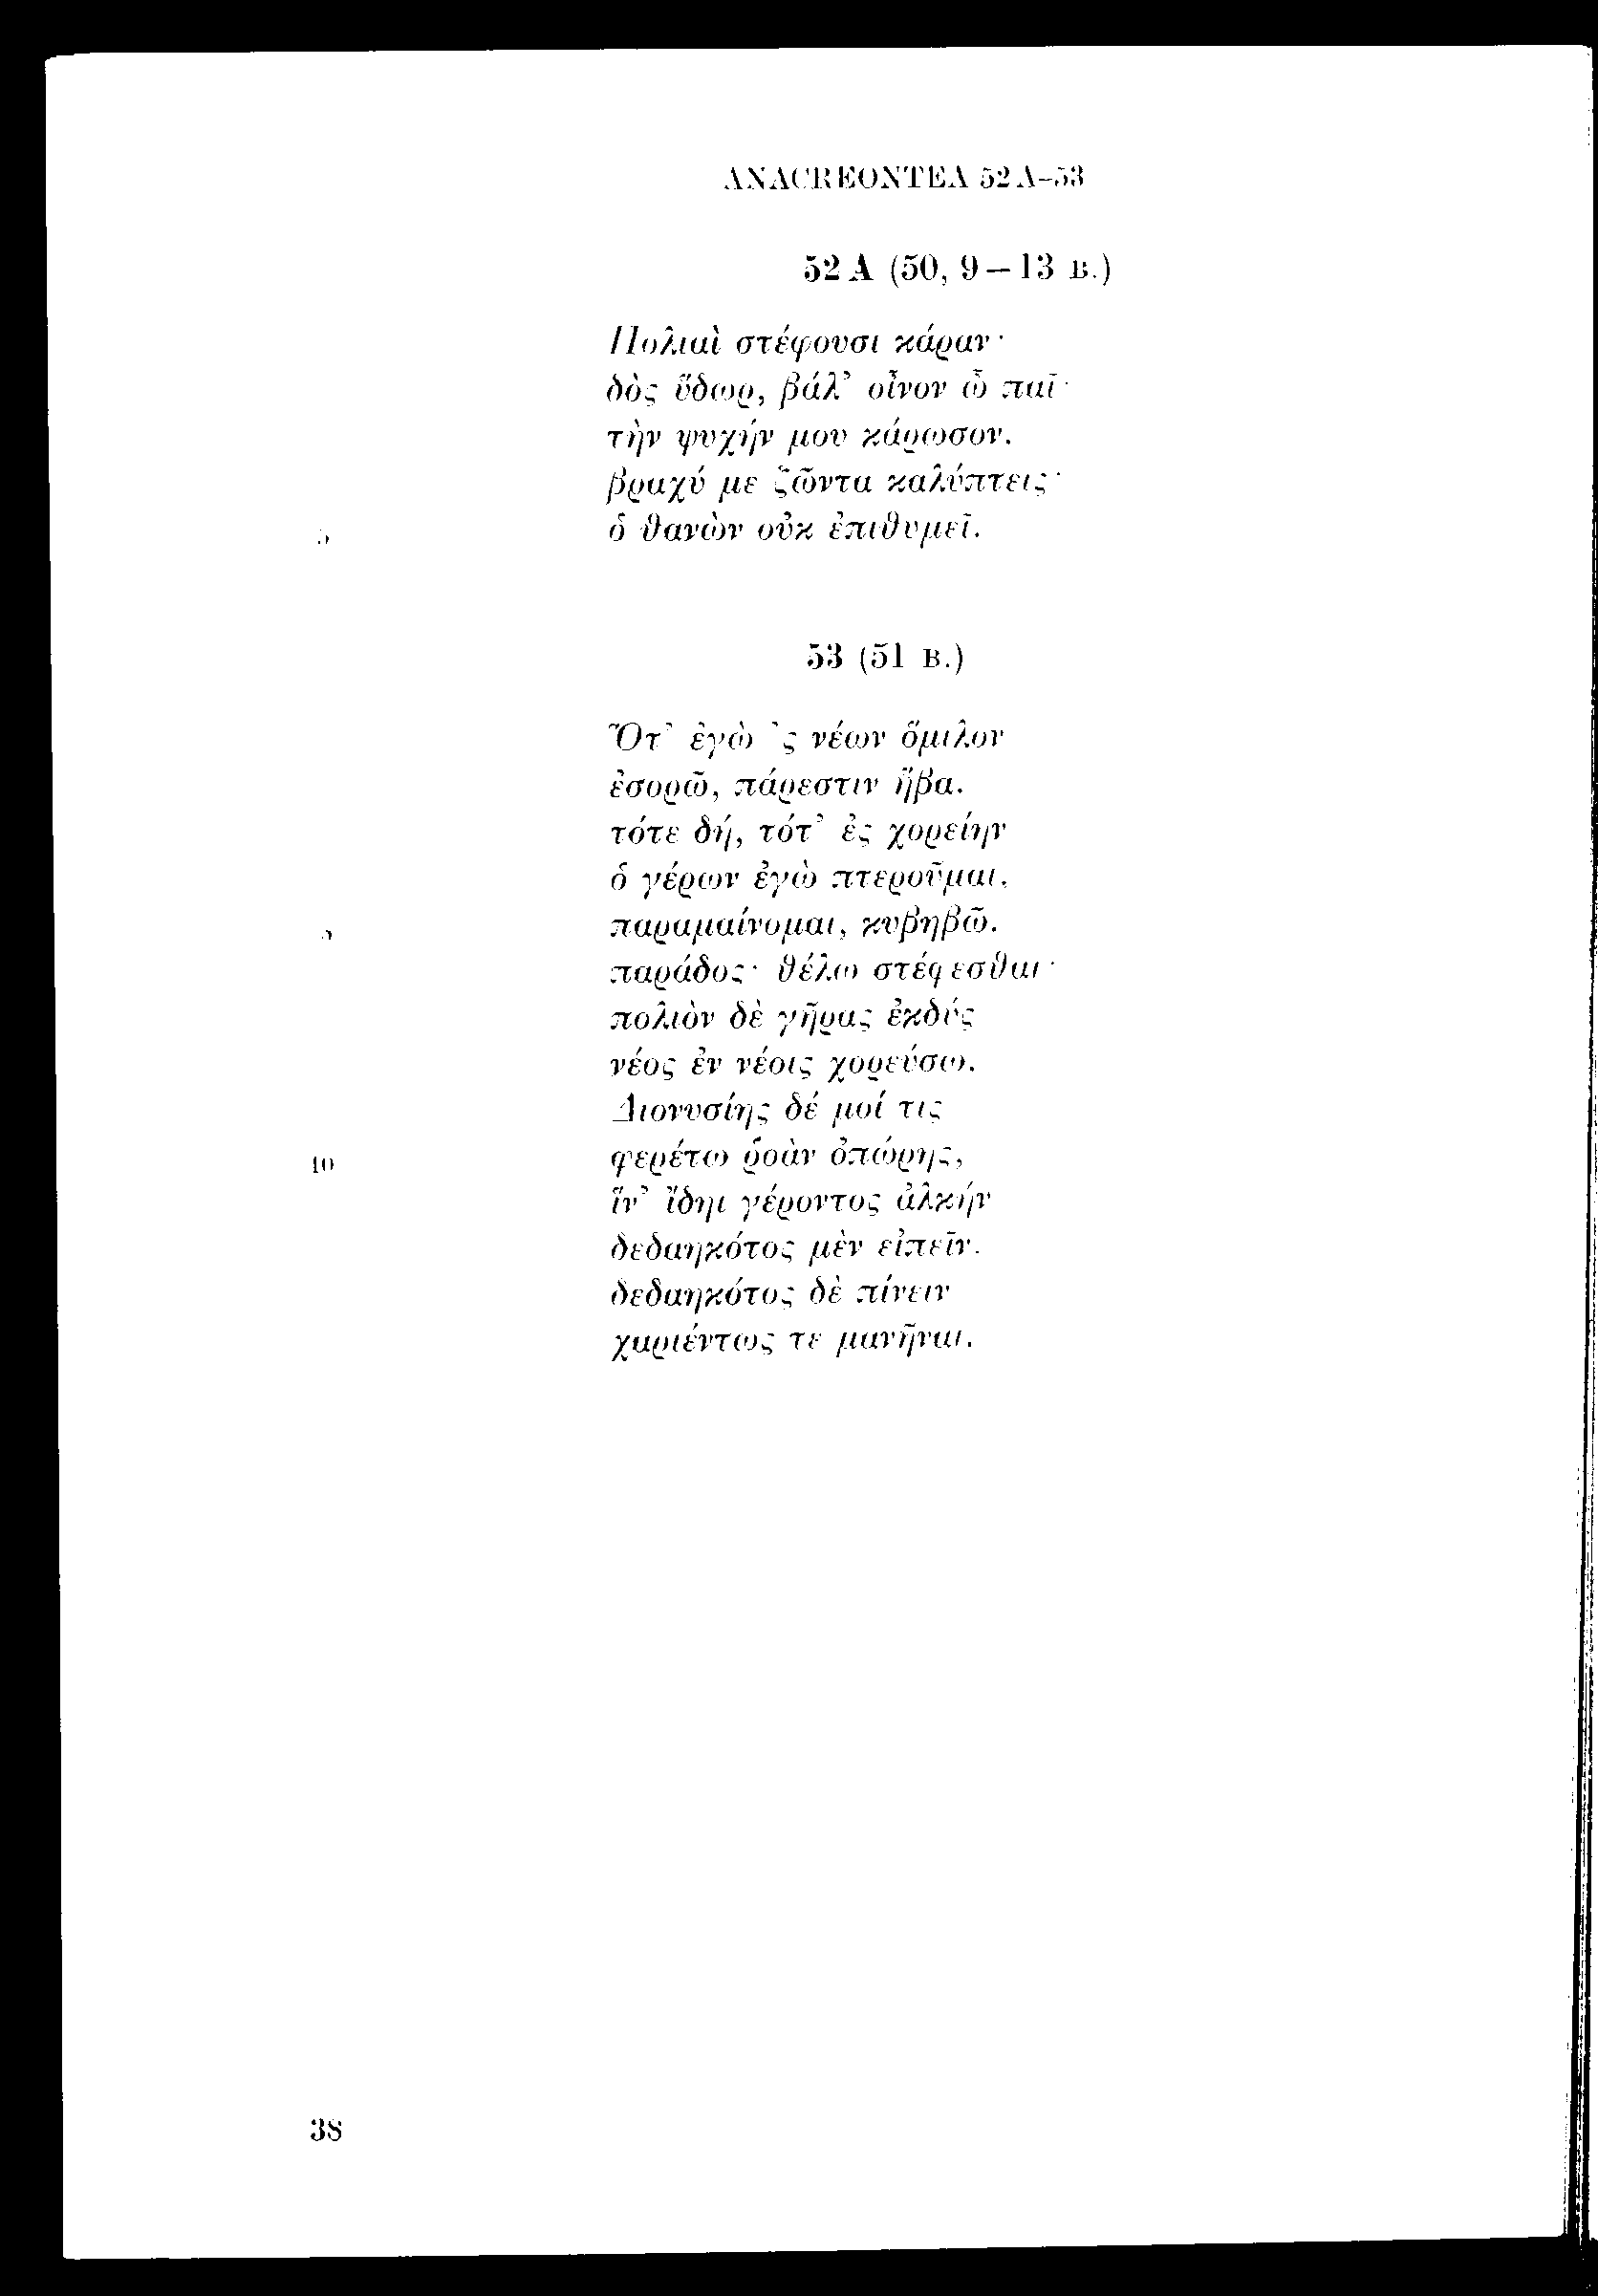 ANACREONTEA 52 A–53
52 A (50, 9–13 B.)
Πολιαὶ στέφουσι κάραν·
δὸς ὕδωρ, βάλ’ οἶνον ὦ παῖ·
τὴν ψυχήν μου κάρωσον.
βραχύ με ζῶντα καλύπτεις·
5 ὁ θανὼν οὐκ ἐπιθυμεῖ.
53 (51 B.)
Ὅτ’ ἐγὼ ’ς νέων ὅμιλον
ἐσορῶ, πάρεστιν ἥβα.
τότε δή, τότ’ ἐς χορείην
ὁ γέρων ἐγὼ πτεροῦμαι,
5 παραμαίνομαι, κυβηβῶ.
παράδος· θέλω στέφεσθαι·
πολιὸν δὲ γῆρας ἐκδύς
νέος ἐν νέοις χορεύσω.
Διονυσίης δέ μοί τις
10 φερέτω ῥοὰν ὀπώρης,
ἵν’ ἴδηι γέροντος ἀλκήν
δεδαηκότος μὲν εἰπεῖν,
δεδαηκότος δὲ πίνειν
χαριέντως τε μανῆναι.
38